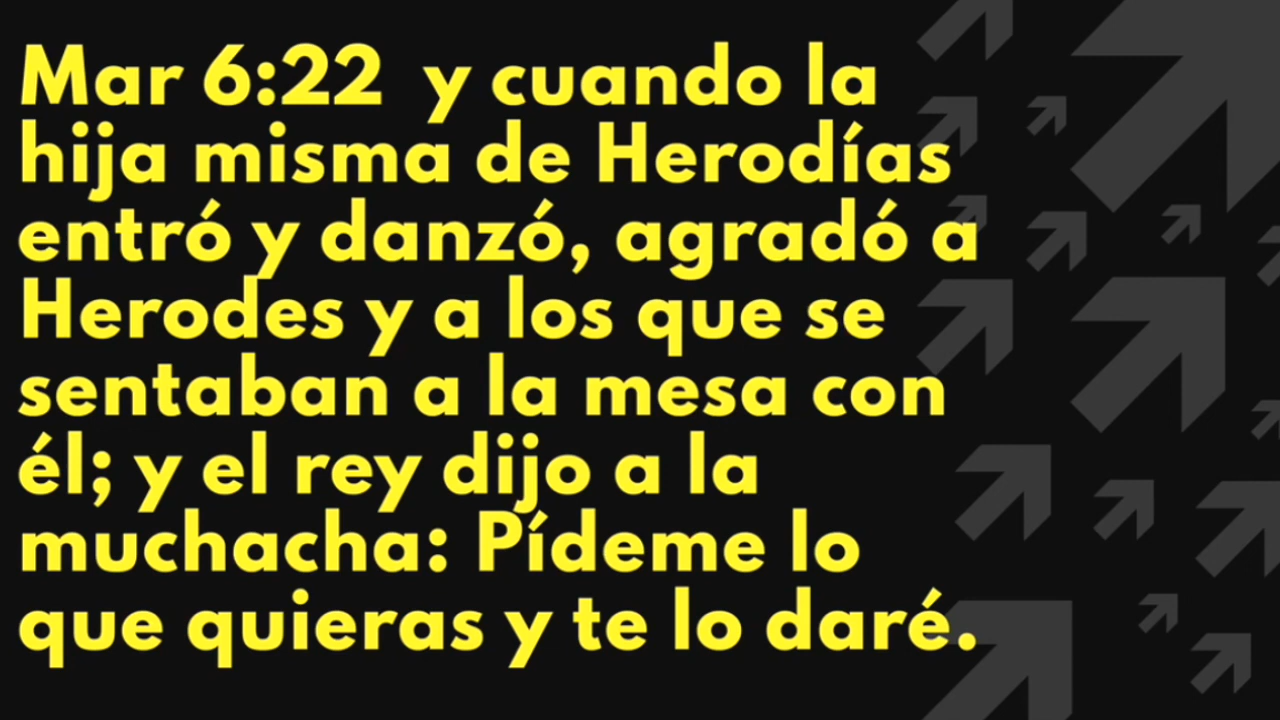 Mar 6:22  y cuando la
hija misma de Herodías
entró y danzó, agradó a
Herodes y a los que se
sentaban a la mesa con
él; y el rey dijo a la
muchacha: Pídeme lo
que quieras y te lo daré.